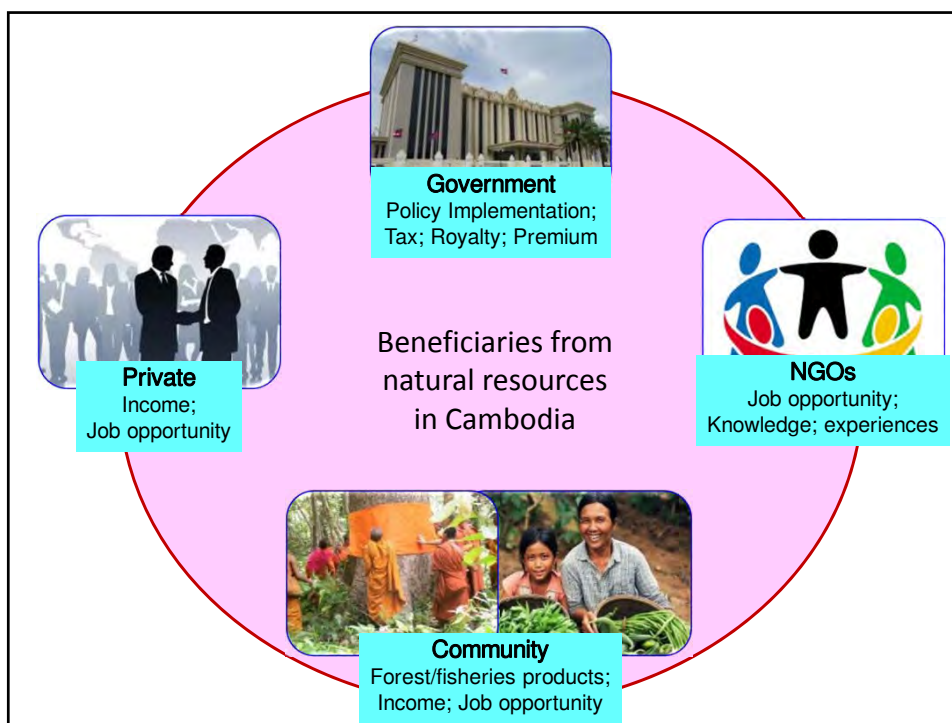 Government
Policy Implementation;
Tax; Royalty; Premium
Private
Income;
Job opportunity
Beneficiaries from
natural resources
in Cambodia
NGOs
Job opportunity;
Knowledge; experiences
Community
Forest/fisheries products;
Income; Job opportunity